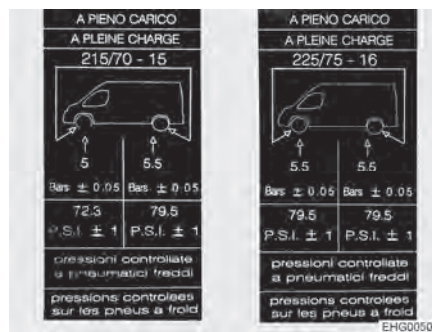 A PIENO CARICO
A PLEINE CHARGE
215/70 - 15
5 5.5
Bars ± 0.05 Bars ± 0.05
72.3 79.5
P.S.I. ± 1 P.S.I. ± 1
pressioni controllate
a pneumatici freddi
pressions controlees
sur les pneus a froid
A PIENO CARICO
A PLEINE CHARGE
225/75 - 16
5.5 5.5
Bars ± 0.05 Bars ± 0.05
79.5 79.5
P.S.I. ± 1 P.S.I. ± 1
pressioni controllate
a pneumatici freddi
pressions controlees
sur les pneus a froid
EHG0050